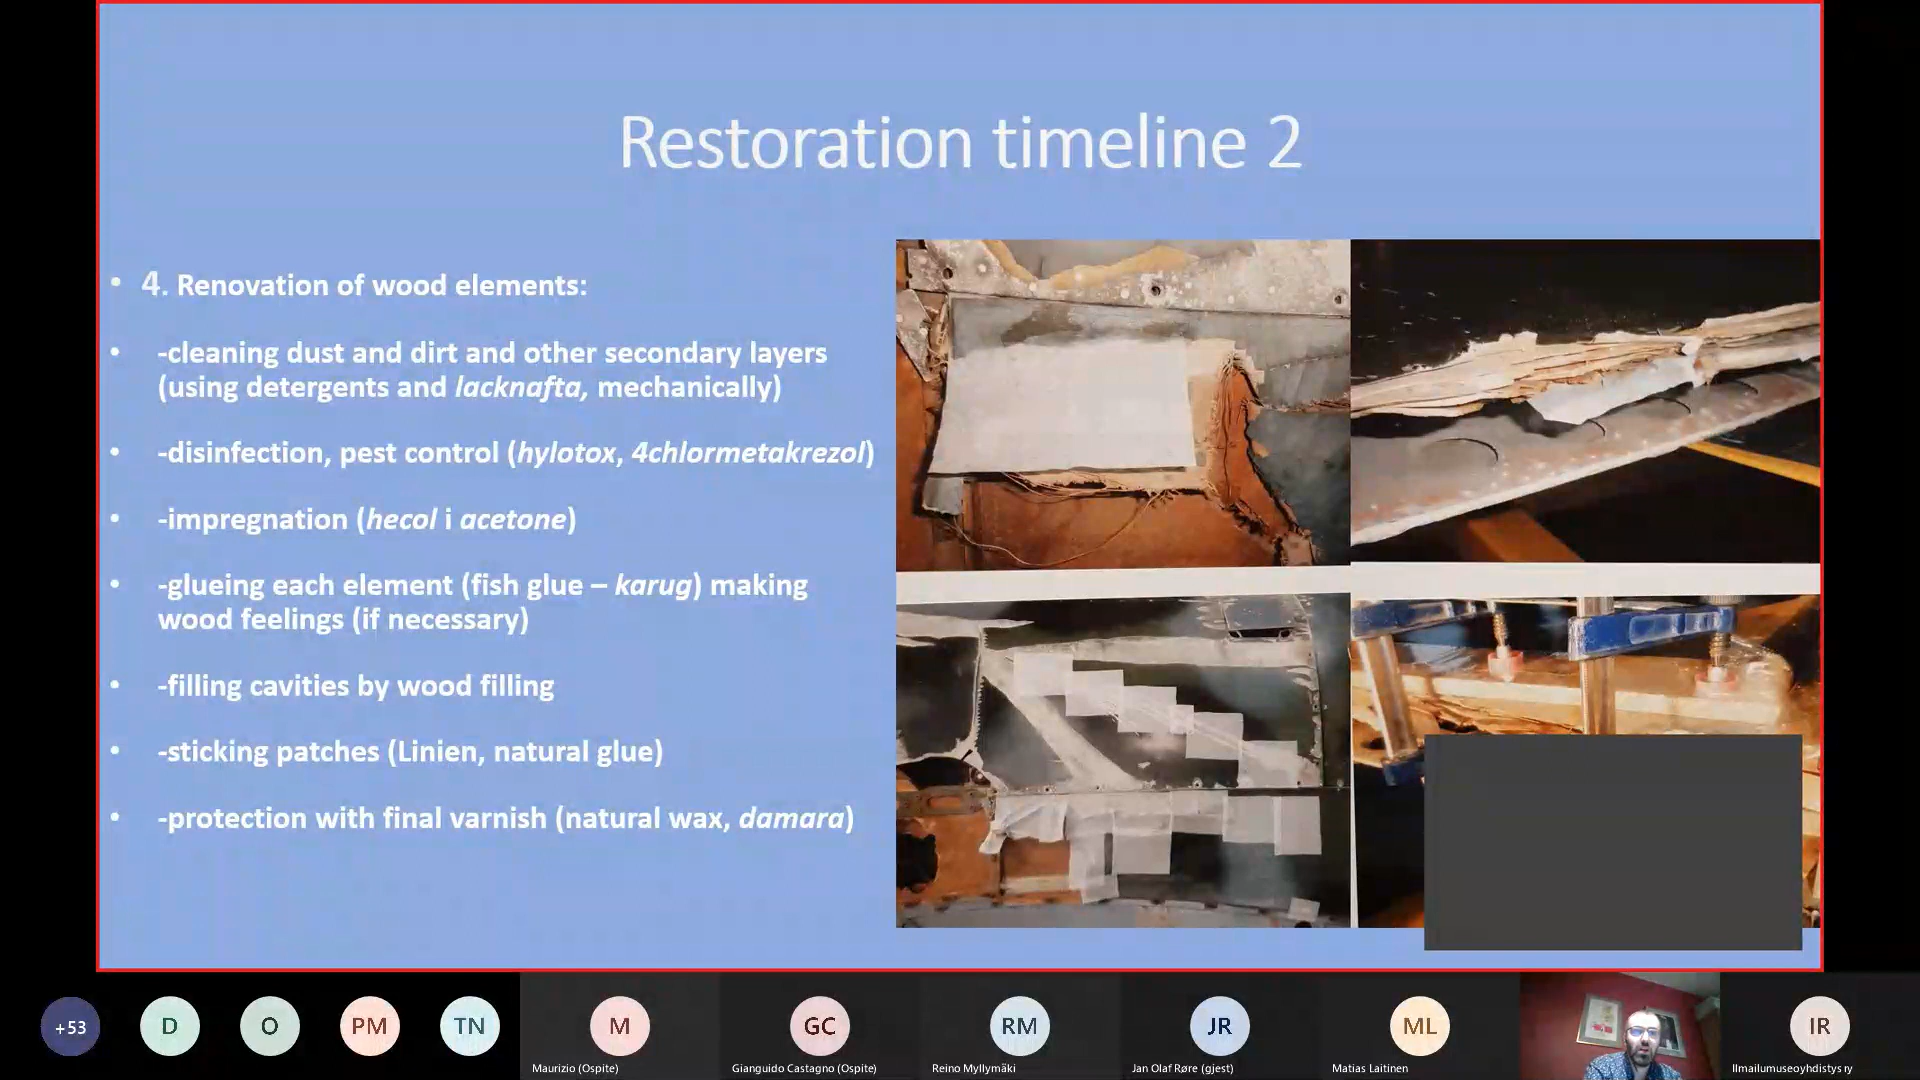 Restoration timeline 2
• 4. Renovation of wood elements:
• -cleaning dust and dirt and other secondary layers
(using detergents and lacknafta, mechanically)
• -disinfection, pest control (hylotox, 4chlormetakrezol)
• -impregnation (hecol i acetone)
• -glueing each element (fish glue – karug) making
wood feelings (if necessary)
• -filling cavities by wood filling
• -sticking patches (Linien, natural glue)
• -protection with final varnish (natural wax, damara)
+53
D
O
PM
TN
M
GC
RM
JR
ML
IR
Maurizio (Ospite)
Gianguido Castagno (Ospite)
Reino Myllymäki
Jan Olaf Røre (gjest)
Matias Laitinen
Ilmailumuseoyhdistys ry